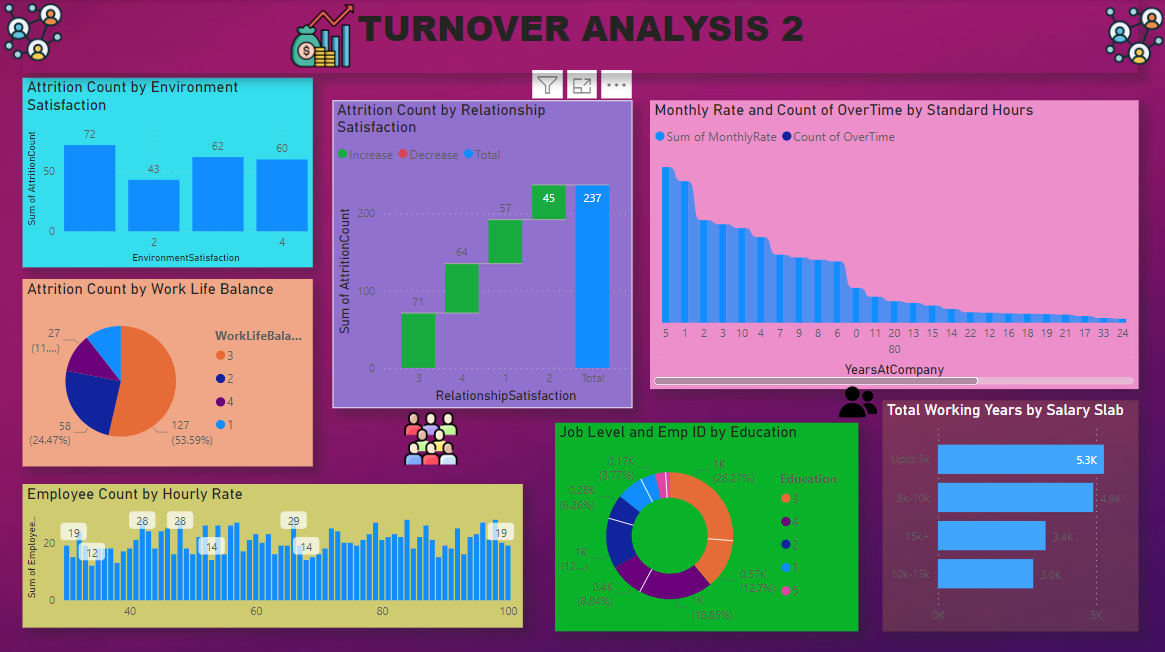 TURNOVER ANALYSIS 2
Attrition Count by Environment
Satisfaction
Sum of AttritionCount
72
43
62
60
50
0
2
4
EnvironmentSatisfaction
Attrition Count by Relationship
Satisfaction
Increase
Decrease
Total
Sum of AttritionCount
200
100
0
71
64
57
45
237
3
4
1
2
Total
RelationshipSatisfaction
Monthly Rate and Count of OverTime by Standard Hours
Sum of MonthlyRate
Count of OverTime
5 1 2 3 10 4 7 9 8 6 0 11 20 13 15 14 22 12 16 18 19 21 17 33 24
80
YearsAtCompany
Attrition Count by Work Life Balance
27
(11,...)
58
(24.47%)
127
(53.59%)
WorkLifeBala...
3
2
4
1
Job Level and Emp ID by Education
0.17K
(3.77%)
1K
(26.27%)
0.28K
(6.26%)
1K
(12...)
0.4K
(8.84%)
1K
(18.85%)
0.57K
(12.7%)
Education
3
4
2
1
5
Total Working Years by Salary Slab
Upto 5k
5.3K
5k-10k
4.9K
15k+
3.4K
10k-15k
3.0K
0K
5K
Employee Count by Hourly Rate
Sum of Employee...
20
0
19
12
28
28
14
29
14
19
40
60
80
100